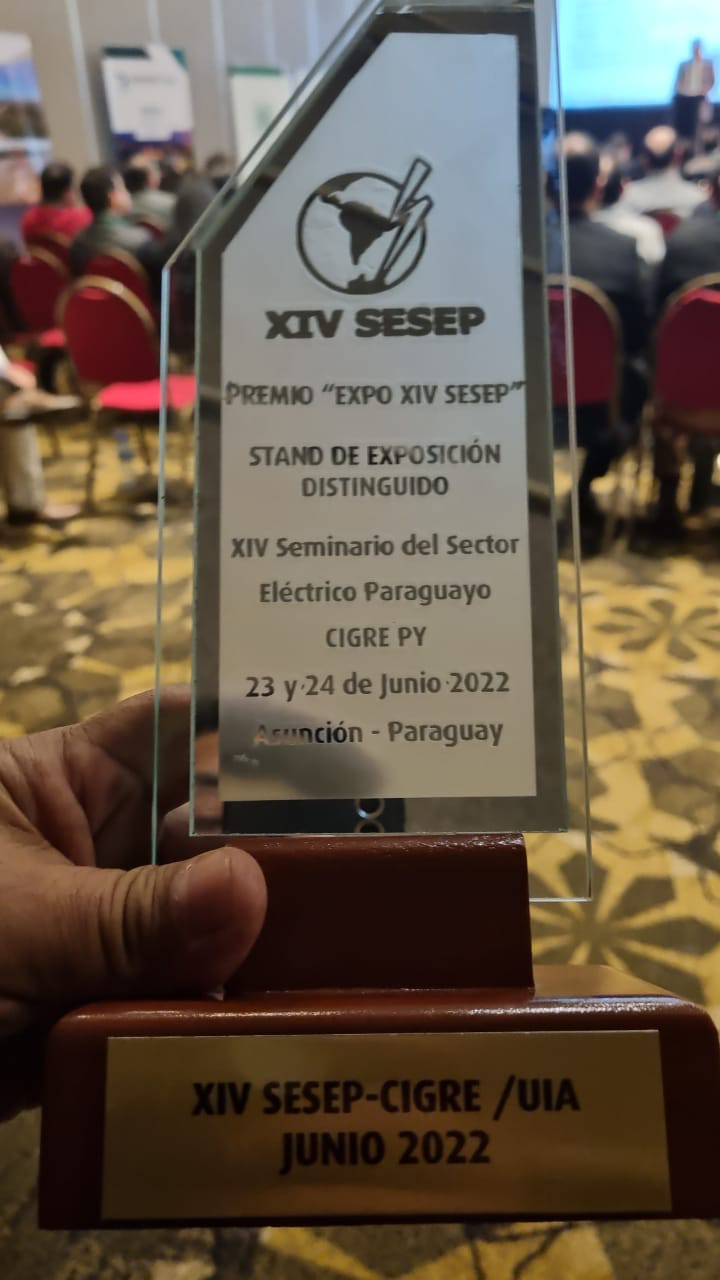 XIV SESEP
PREMIO “EXPO XIV SESEP”
STAND DE EXPOSICIÓN
DISTINGUIDO
XIV Seminario del Sector
Eléctrico Paraguayo
CIGRE PY
23 y 24 de Junio 2022
Asunción - Paraguay
XIV SESEP-CIGRE /UIA
JUNIO 2022